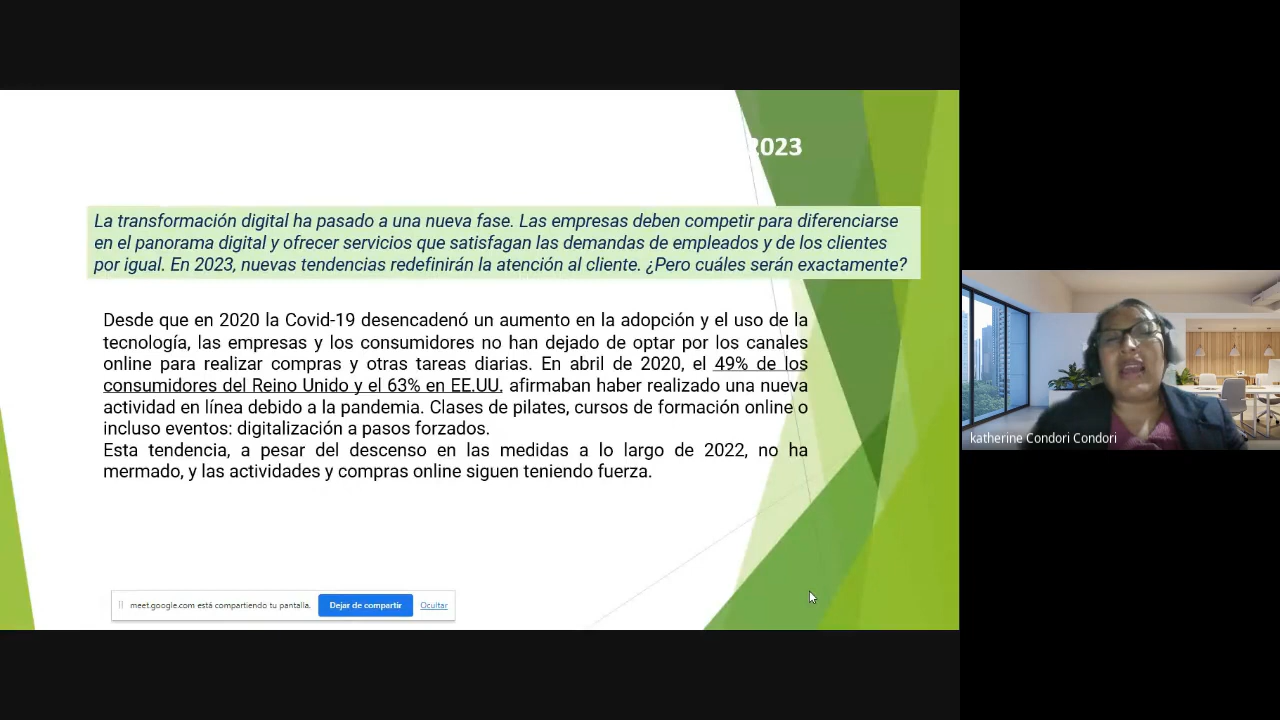 2023
La transformación digital ha pasado a una nueva fase. Las empresas deben competir para diferenciarse
en el panorama digital y ofrecer servicios que satisfagan las demandas de empleados y de los clientes
por igual. En 2023, nuevas tendencias redefinirán la atención al cliente. ¿Pero cuáles serán exactamente?
Desde que en 2020 la Covid-19 desencadenó un aumento en la adopción y el uso de la
tecnología, las empresas y los consumidores no han dejado de optar por los canales
online para realizar compras y otras tareas diarias. En abril de 2020, el 49% de los
consumidores del Reino Unido y el 63% en EE.UU. afirmaban haber realizado una nueva
actividad en línea debido a la pandemia. Clases de pilates, cursos de formación online o
incluso eventos: digitalización a pasos forzados.
Esta tendencia, a pesar del descenso en las medidas a lo largo de 2022, no ha
mermado, y las actividades y compras online siguen teniendo fuerza.
katherine Condori Condori
meet.google.com está compartiendo tu pantalla. Dejar de compartir Ocultar